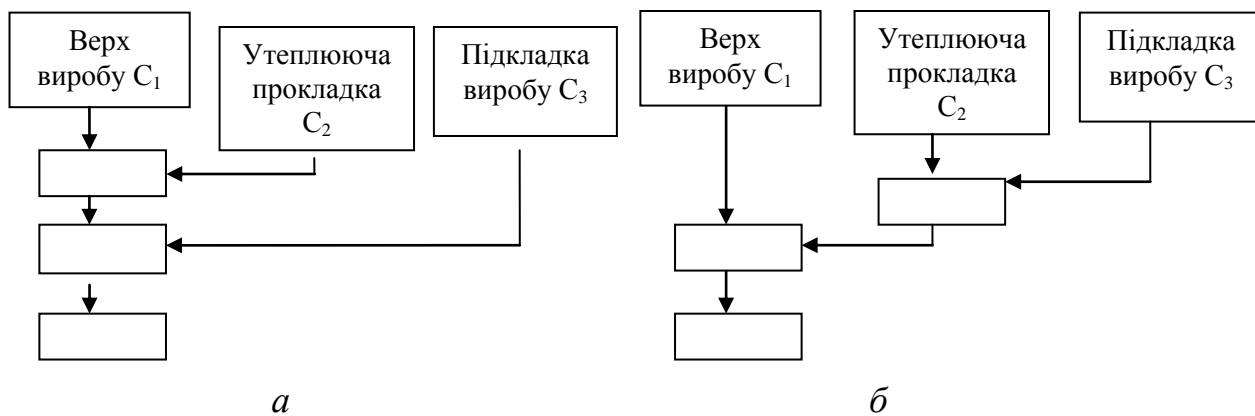 Верх
виробу С₁
Утеплююча
прокладка
С₂
Підкладка
виробу С₃
Верх
виробу С₁
Утеплююча
прокладка
С₂
Підкладка
виробу С₃
а
б